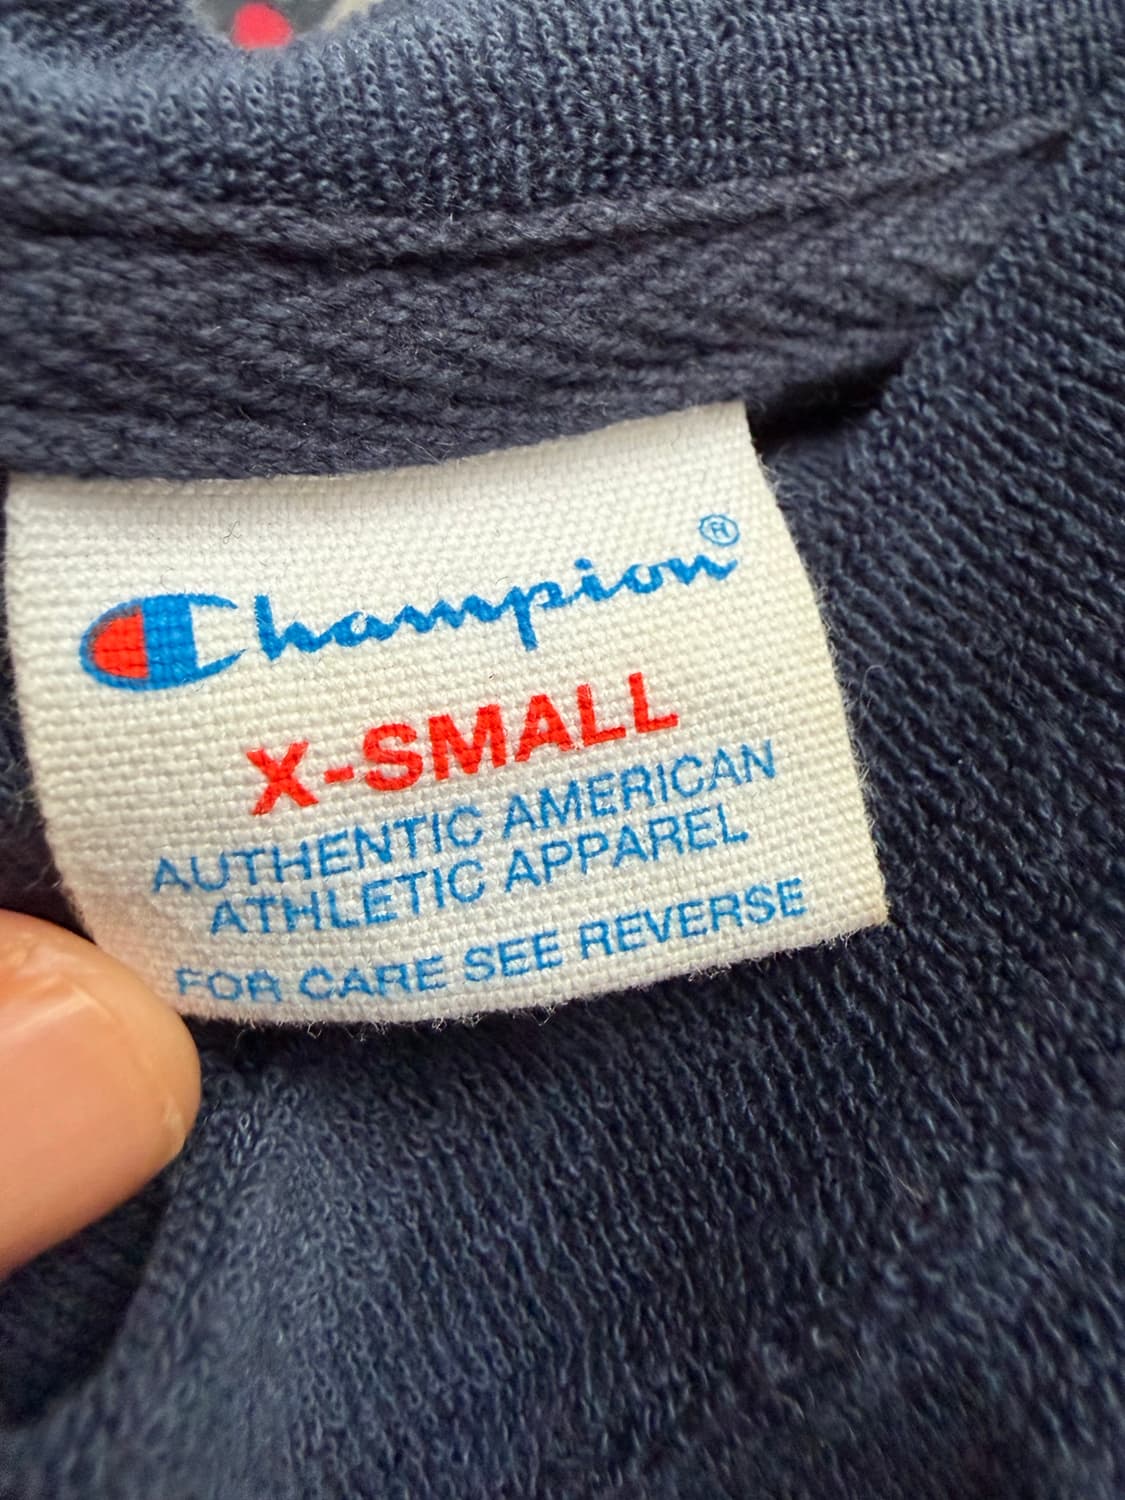 Champion®
X-SMALL
AUTHENTIC AMERICAN
ATHLETIC APPAREL
FOR CARE SEE REVERSE